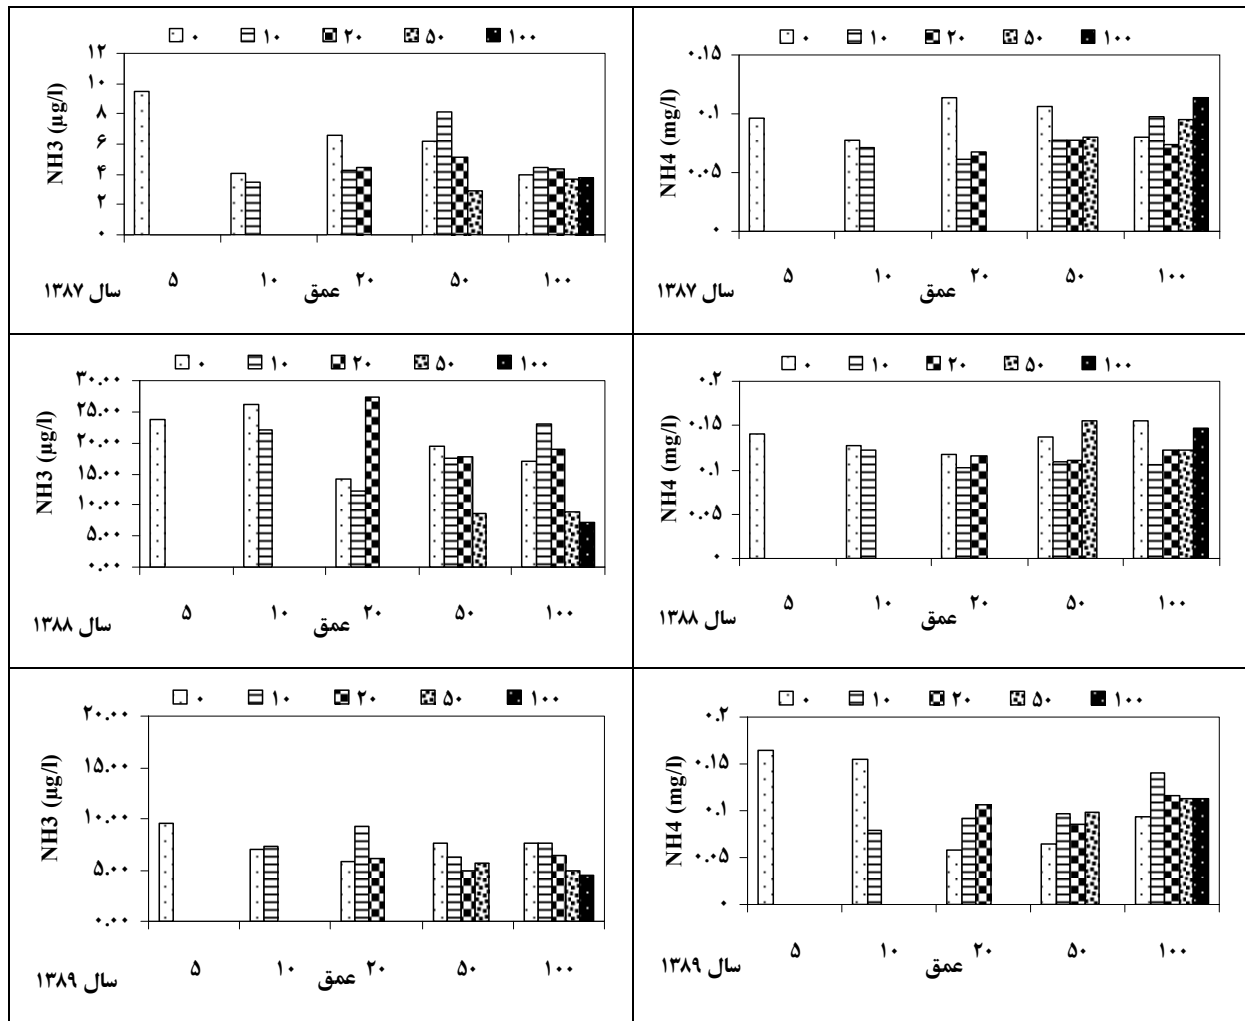 ۰ ۱۰ ۲۰ ۵۰ ۱۰۰
NH3 (µg/l)
۱۲
۱۰
۸
۶
۴
۲
۰
۵ ۱۰ ۲۰ ۵۰ ۱۰۰
عمق
سال ۱۳۸۷
۰ ۱۰ ۲۰ ۵۰ ۱۰۰
NH4 (mg/l)
۰.۱۵
۰.۱
۰.۰۵
۰
۵ ۱۰ ۲۰ ۵۰ ۱۰۰
عمق
سال ۱۳۸۷
۰ ۱۰ ۲۰ ۵۰ ۱۰۰
NH3 (µg/l)
۳۰.۰۰
۲۵.۰۰
۲۰.۰۰
۱۵.۰۰
۱۰.۰۰
۵.۰۰
۰.۰۰
۵ ۱۰ ۲۰ ۵۰ ۱۰۰
عمق
سال ۱۳۸۸
۰ ۱۰ ۲۰ ۵۰ ۱۰۰
NH4 (mg/l)
۰.۲
۰.۱۵
۰.۱
۰.۰۵
۰
۵ ۱۰ ۲۰ ۵۰ ۱۰۰
عمق
سال ۱۳۸۸
۰ ۱۰ ۲۰ ۵۰ ۱۰۰
NH3 (µg/l)
۲۰.۰۰
۱۵.۰۰
۱۰.۰۰
۵.۰۰
۰.۰۰
۵ ۱۰ ۲۰ ۵۰ ۱۰۰
عمق
سال ۱۳۸۹
۰ ۱۰ ۲۰ ۵۰ ۱۰۰
NH4 (mg/l)
۰.۲
۰.۱۵
۰.۱
۰.۰۵
۰
۵ ۱۰ ۲۰ ۵۰ ۱۰۰
عمق
سال ۱۳۸۹